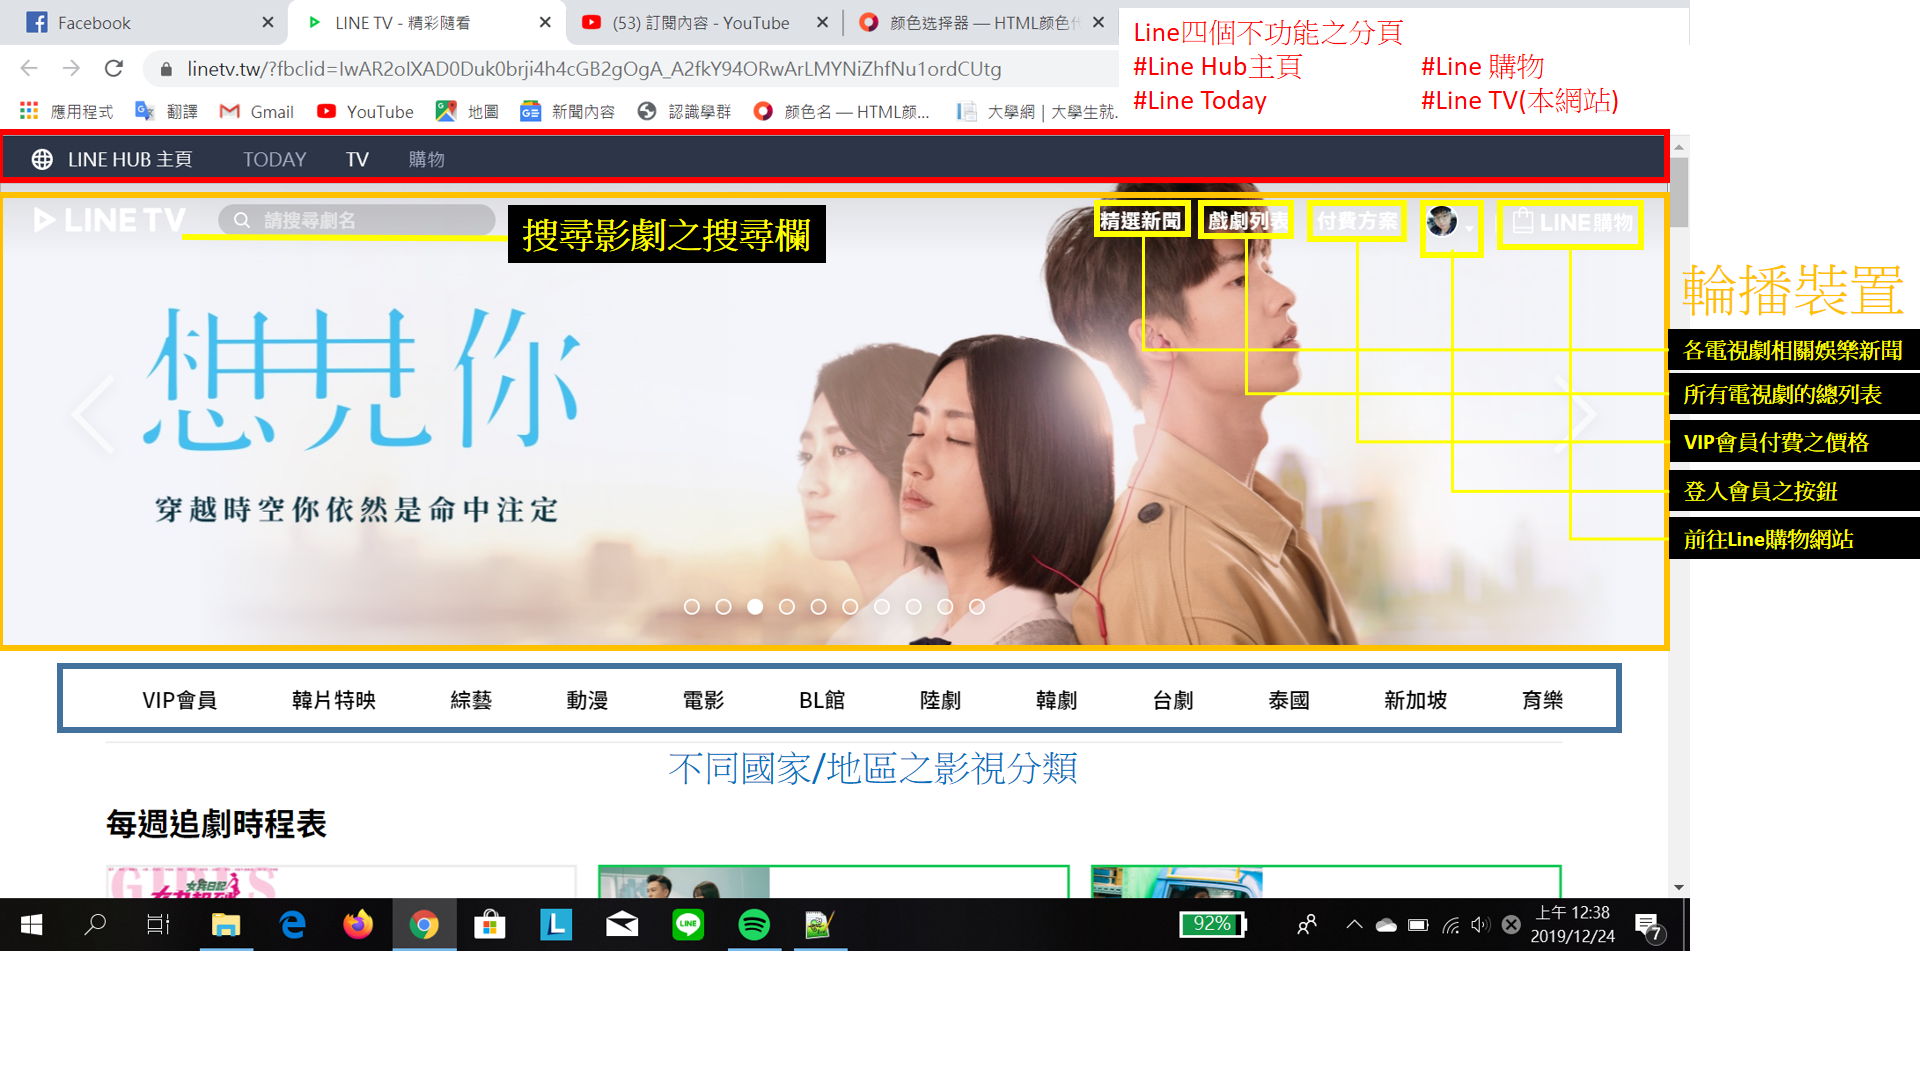 Facebook
LINE TV - 精彩隨看
(53) 訂閱內容 - YouTube
颜色选择器 — HTML颜色代
Line四個不功能之分頁
#Line Hub主頁
#Line 購物
#Line Today
#Line TV(本網站)
linetv.tw/?fbclid=IwAR2oIXAD0Duk0brji4h4cGB2gOgA_A2fkY94ORwArLMYNiZhfNu1ordCUtg
應用程式
翻譯
Gmail
YouTube
地圖
新聞內容
認識學群
颜色名 — HTML颜...
大學網 | 大學生就.
LINE HUB 主頁
TODAY
TV
購物
LINE TV
請搜尋劇名
搜尋影劇之搜尋欄
精選新聞
戲劇列表
付費方案
LINE購物
輪播裝置
各電視劇相關娛樂新聞
所有電視劇的總列表
VIP會員付費之價格
登入會員之按鈕
前往Line購物網站
想見你
穿越時空你依然是命中注定
VIP會員
韓片特映
綜藝
動漫
電影
BL館
陸劇
韓劇
台劇
泰國
新加坡
育樂
不同國家/地區之影視分類
每週追劇時程表
GIRLS
92%
上午 12:38
2019/12/24
7